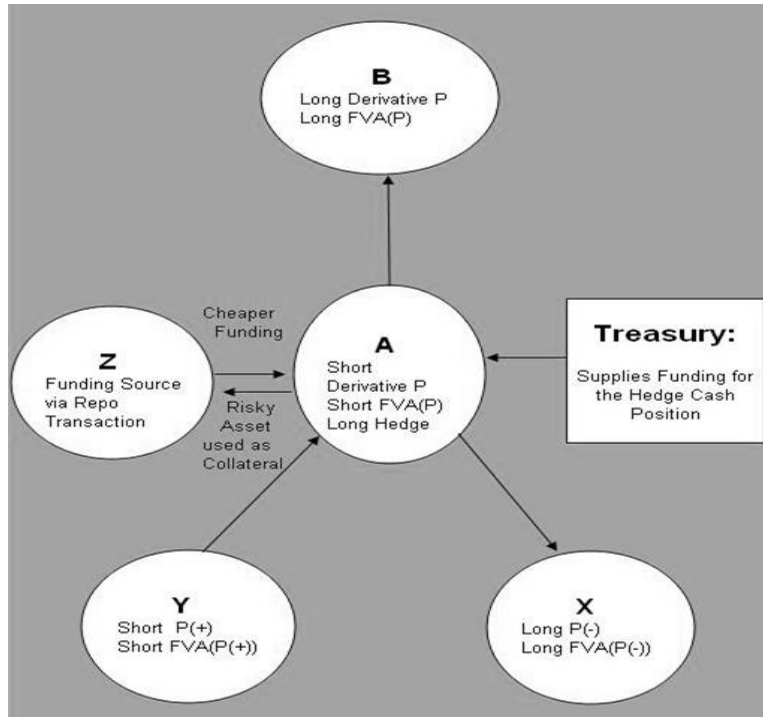 B
Long Derivative P
Long FVA(P)
Cheaper
Funding
Z
Funding Source
via Repo
Transaction
Risky
Asset
used as
Collateral
A
Short
Derivative P
Short FVA(P)
Long Hedge
Treasury:
Supplies Funding for
the Hedge Cash
Position
Y
Short P(+)
Short FVA(P(+))
X
Long P(-)
Long FVA(P(-))